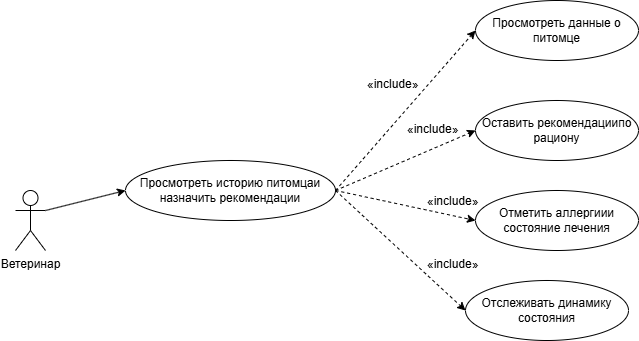 Просмотреть данные о
питомце
«include»
Оставить рекомендациипо
рациону
«include»
Просмотреть историю питомцаи
назначить рекомендации
«include»
Отметить аллергиии
состояние лечения
Ветеринар
«include»
Отслеживать динамику
состояния